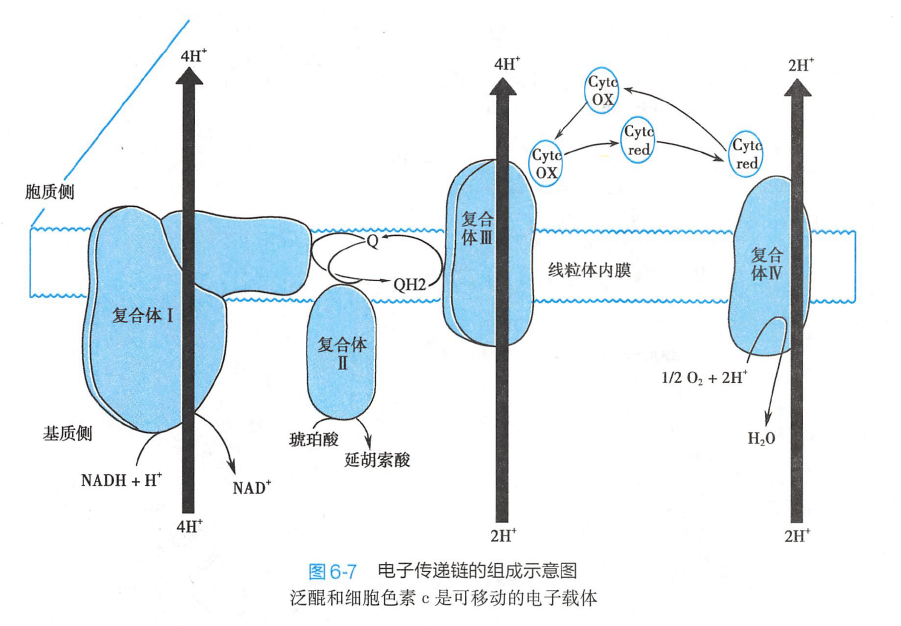 4H⁺
4H⁺
2H⁺
Cytc
OX
Cytc
red
Cytc
OX
Cytc
red
胞质侧
复合
体Ⅲ
Q
QH2
线粒体内膜
复合
体Ⅳ
复合体Ⅰ
复合体
Ⅱ
1/2 O₂ + 2H⁺
H₂O
基质侧
琥珀酸
延胡索酸
NADH + H⁺
NAD⁺
4H⁺
2H⁺
2H⁺
图6-7 电子传递链的组成示意图
泛醌和细胞色素 c 是可移动的电子载体